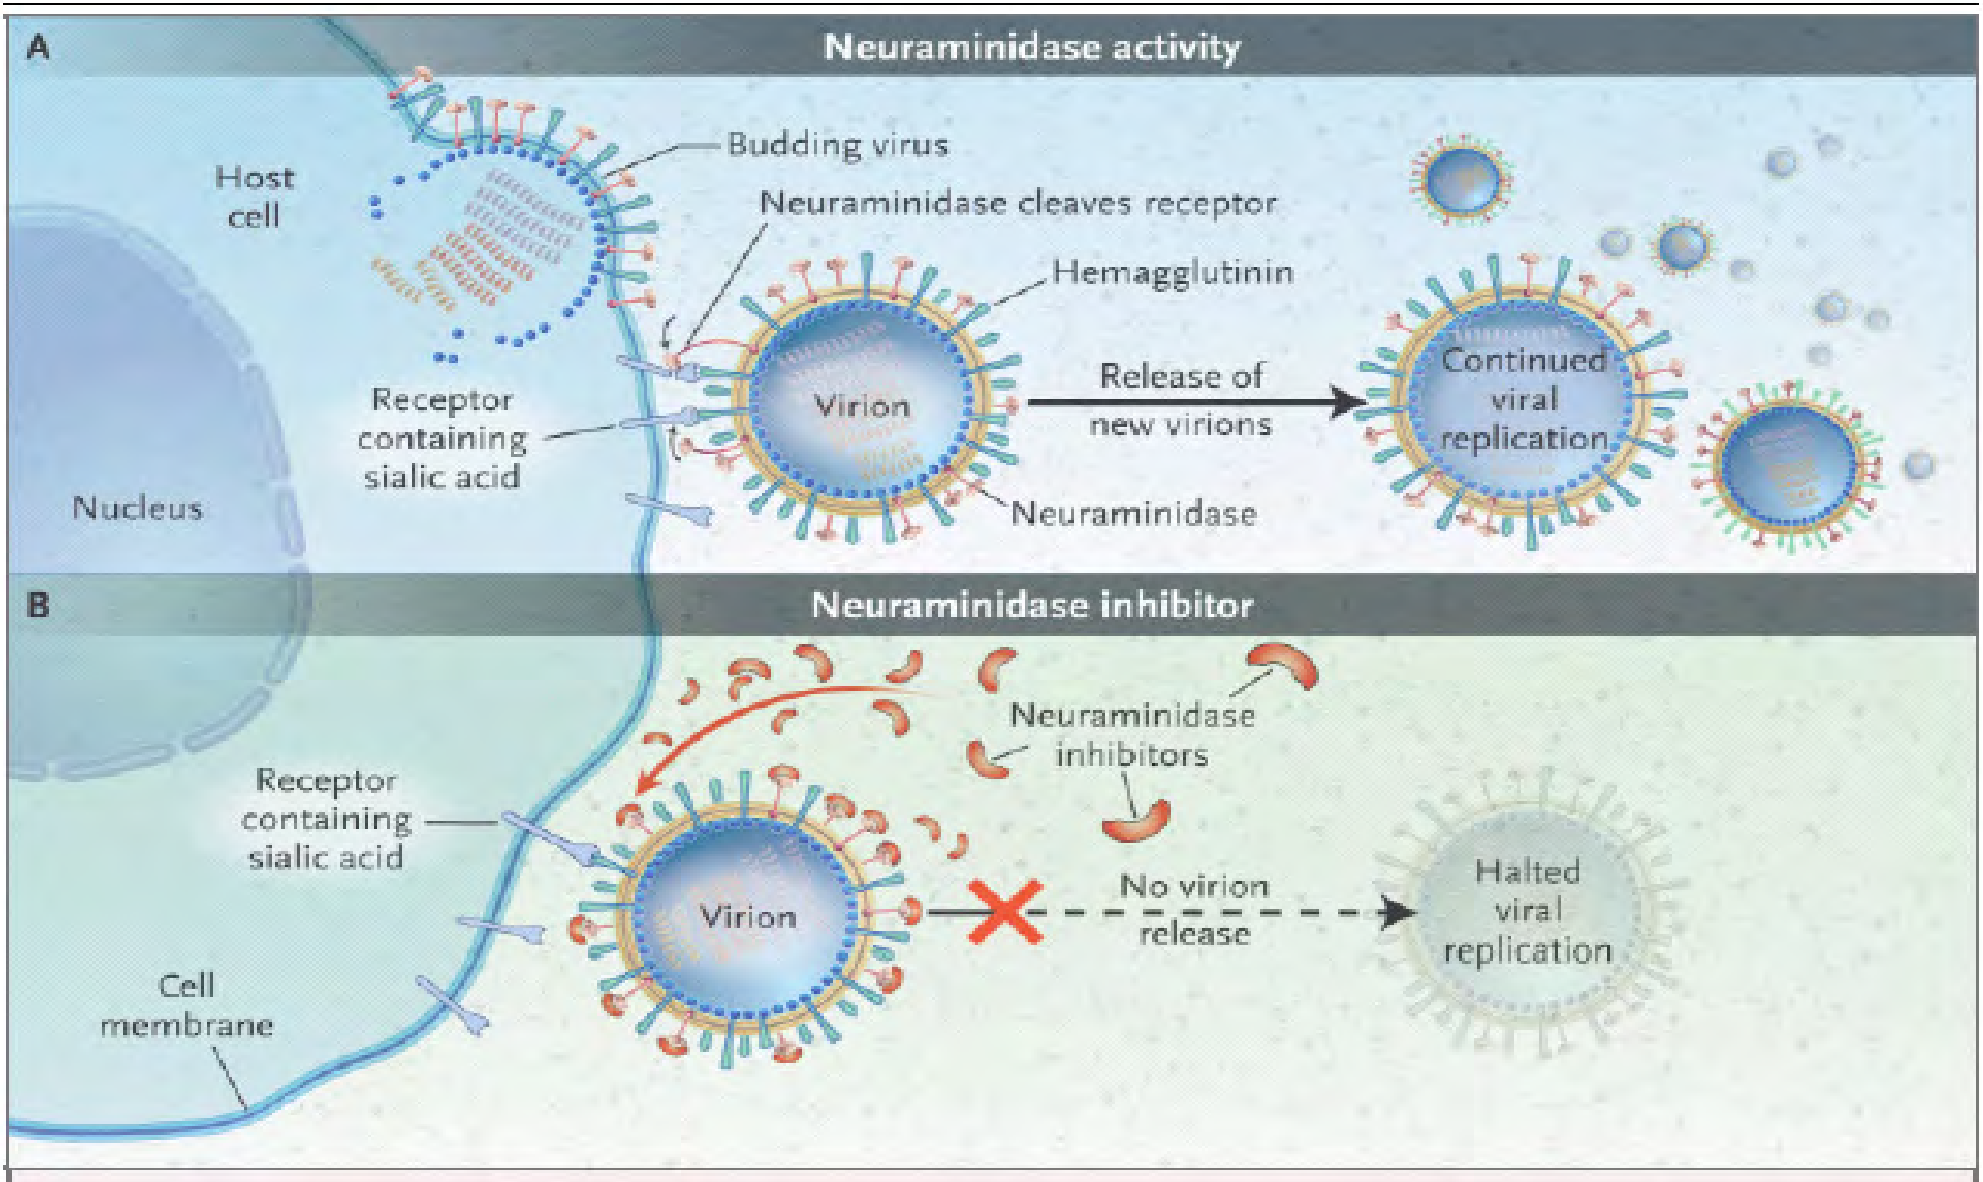 A
Neuraminidase activity
Budding virus
Host
cell
Neuraminidase cleaves receptor
Hemagglutinin
Receptor
containing
sialic acid
Virion
Release of
new virions
Continued
viral
replication
Nucleus
Neuraminidase
B
Neuraminidase inhibitor
Neuraminidase
inhibitors
Receptor
containing
sialic acid
Virion
No virion
release
Halted
viral
replication
Cell
membrane